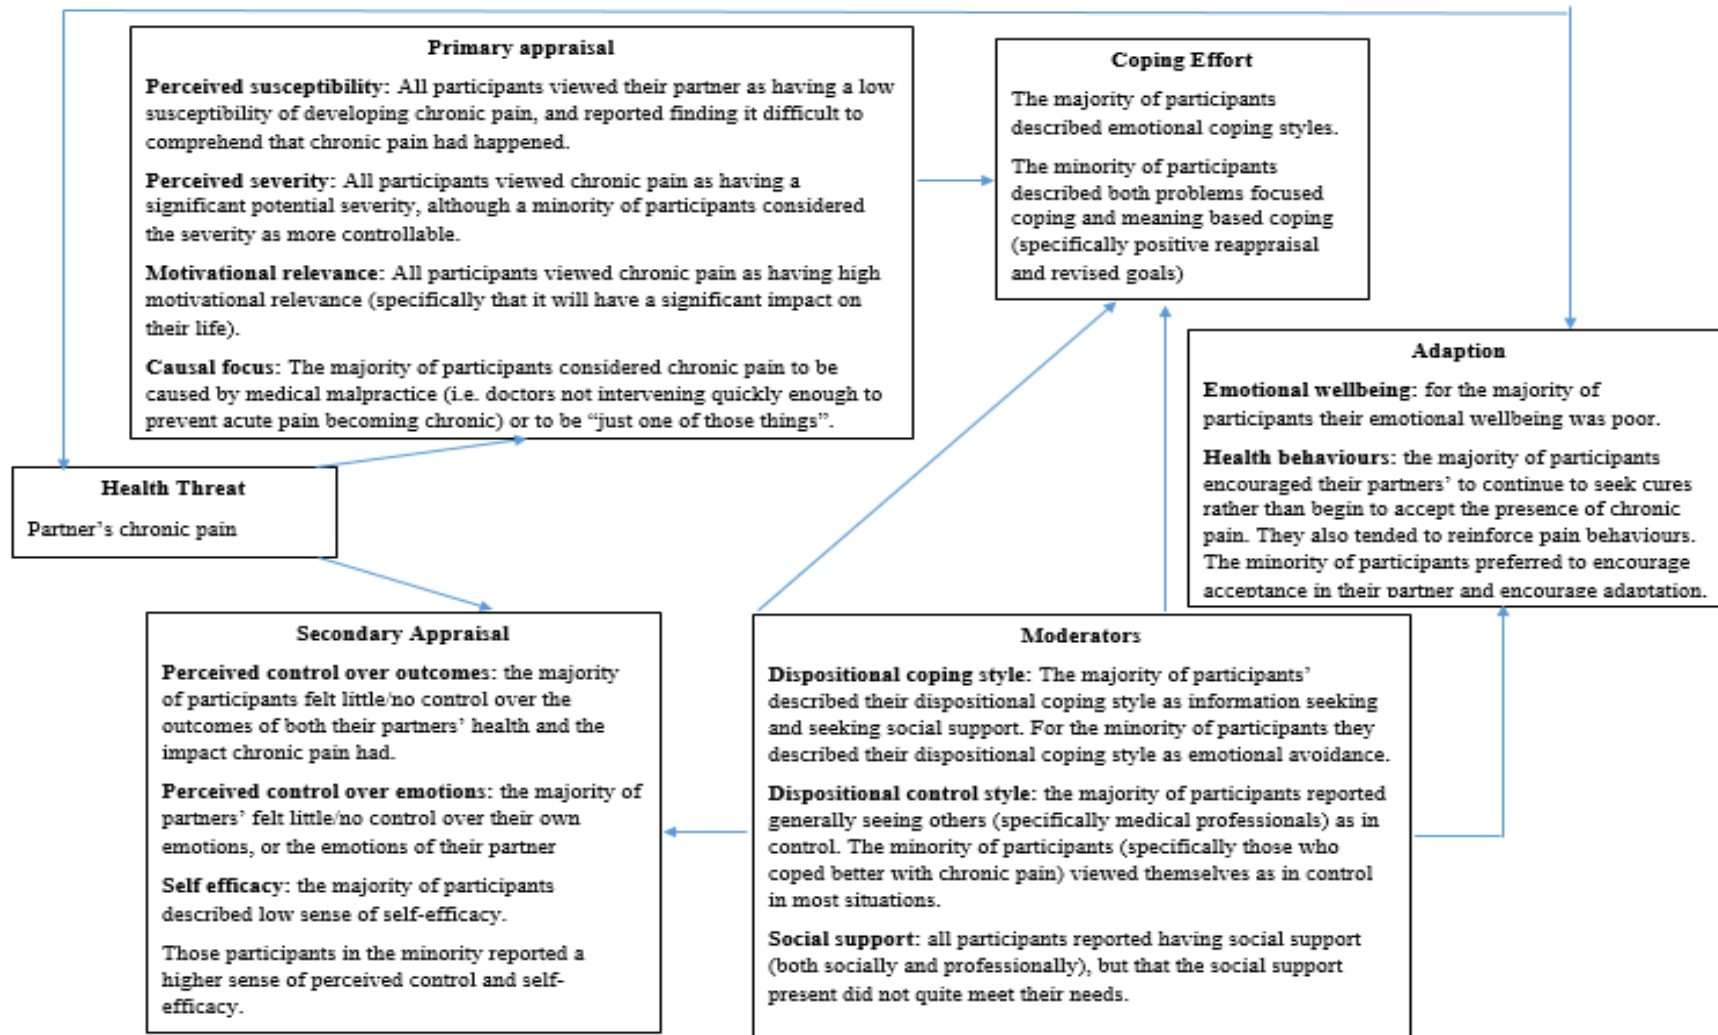 Primary appraisal
Perceived susceptibility: All participants viewed their partner as having a low
susceptibility of developing chronic pain, and reported finding it difficult to
comprehend that chronic pain had happened.
Perceived severity: All participants viewed chronic pain as having a
significant potential severity, although a minority of participants considered
the severity as more controllable.
Motivational relevance: All participants viewed chronic pain as having high
motivational relevance (specifically that it will have a significant impact on
their life).
Causal focus: The majority of participants considered chronic pain to be
caused by medical malpractice (i.e. doctors not intervening quickly enough to
prevent acute pain becoming chronic) or to be “just one of those things”.
Coping Effort
The majority of participants
described emotional coping styles.
The minority of participants
described both problems focused
coping and meaning based coping
(specifically positive reappraisal
and revised goals)
Adaption
Emotional wellbeing: for the majority of
participants their emotional wellbeing was poor.
Health behaviours: the majority of participants
encouraged their partners’ to continue to seek cures
rather than begin to accept the presence of chronic
pain. They also tended to reinforce pain behaviours.
The minority of participants preferred to encourage
acceptance in their partner and encourage adaptation.
Health Threat
Partner’s chronic pain
Secondary Appraisal
Perceived control over outcomes: the majority
of participants felt little/no control over the
outcomes of both their partners’ health and the
impact chronic pain had.
Perceived control over emotions: the majority of
partners’ felt little/no control over their own
emotions, or the emotions of their partner
Self efficacy: the majority of participants
described low sense of self-efficacy.
Those participants in the minority reported a
higher sense of perceived control and self-
efficacy.
Moderators
Dispositional coping style: The majority of participants’
described their dispositional coping style as information seeking
and seeking social support. For the minority of participants they
described their dispositional coping style as emotional avoidance.
Dispositional control style: the majority of participants reported
generally seeing others (specifically medical professionals) as in
control. The minority of participants (specifically those who
coped better with chronic pain) viewed themselves as in control
in most situations.
Social support: all participants reported having social support
(both socially and professionally), but that the social support
present did not quite meet their needs.